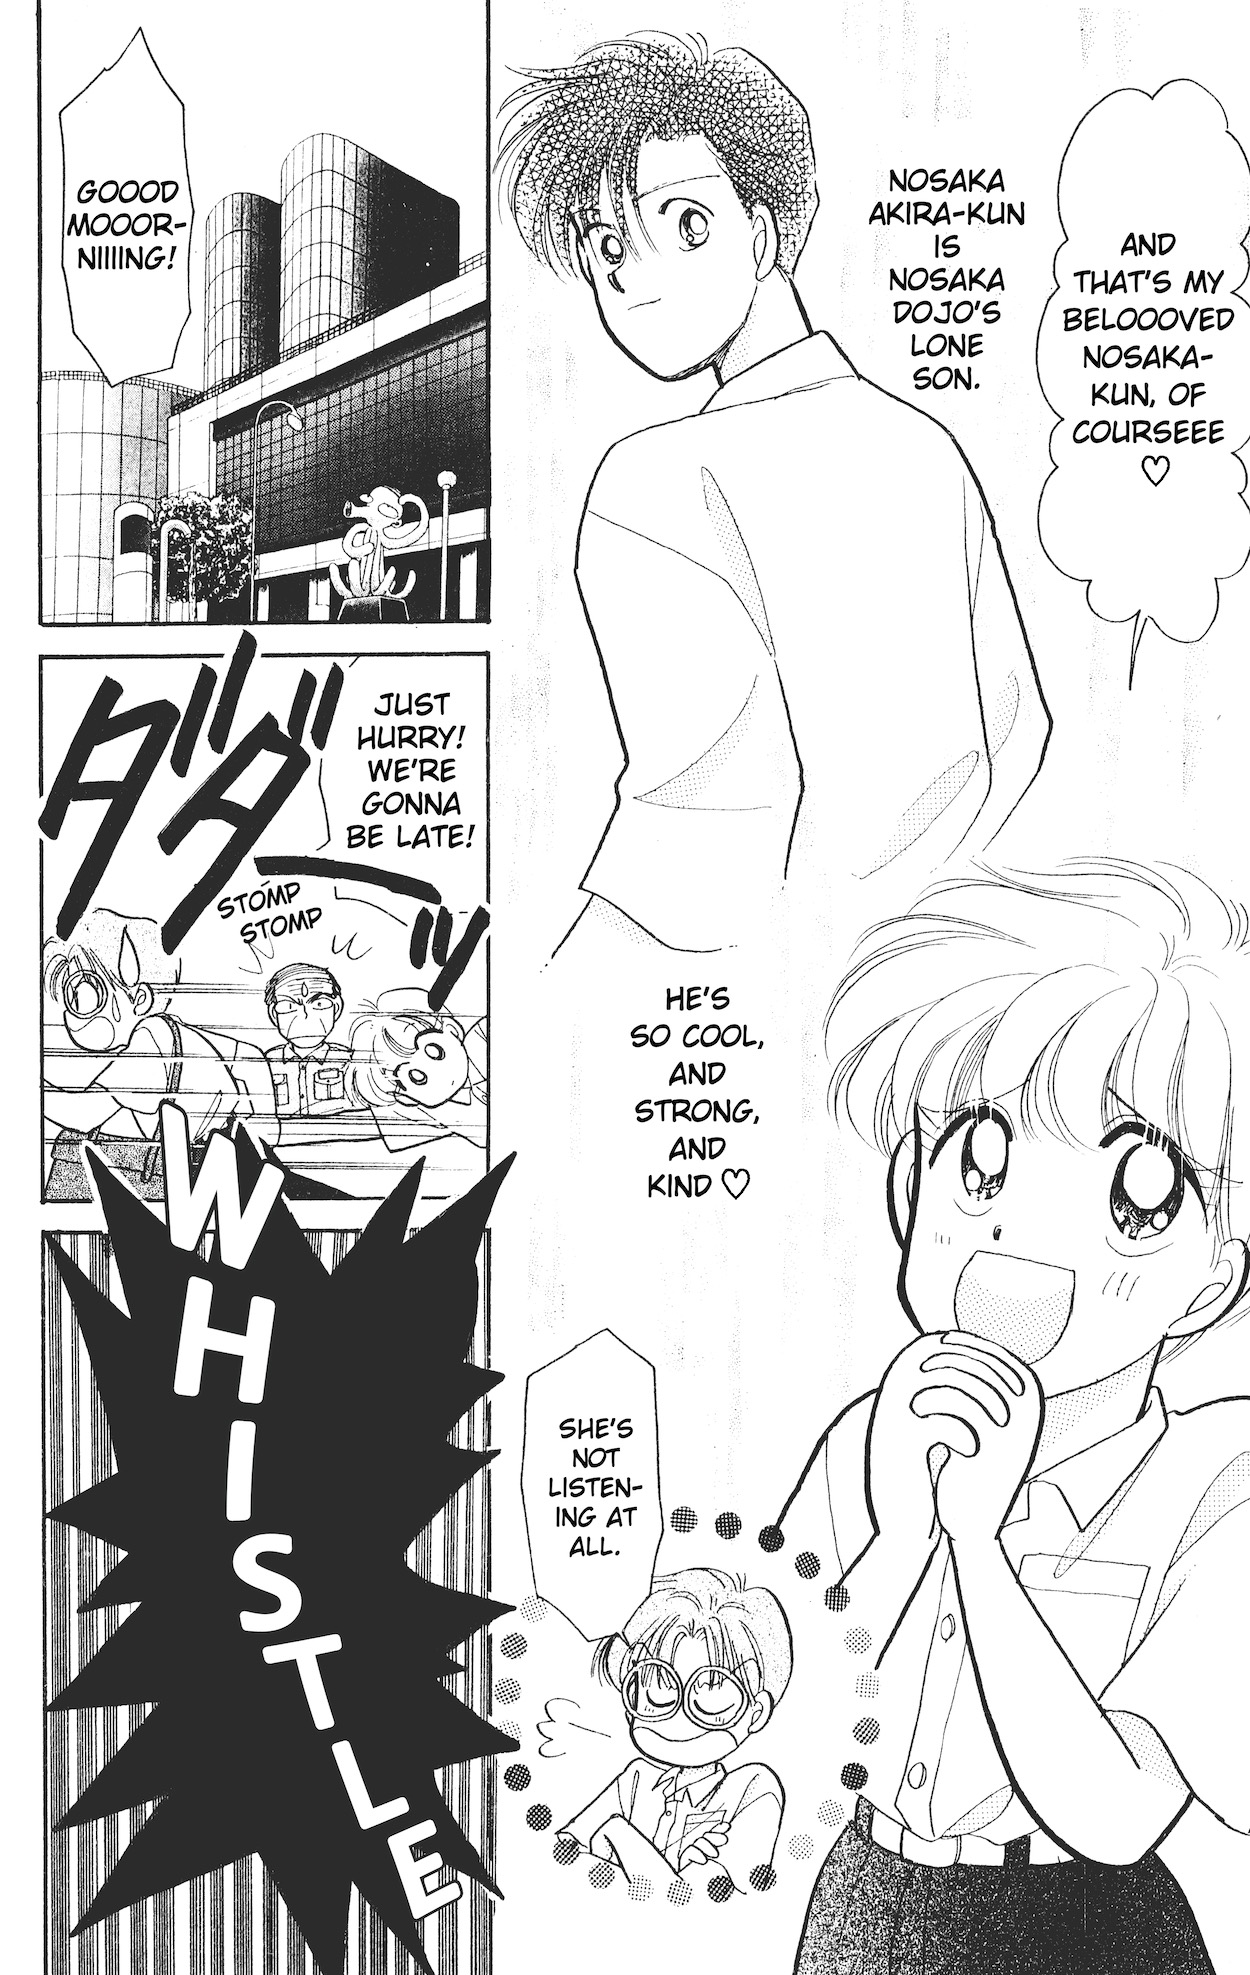 AND
THAT'S MY
BELOOOVED
NOSAKA-
KUN, OF
COURSEEE
♡
NOSAKA
AKIRA-KUN
IS
NOSAKA
DOJO'S
LONE
SON.
HE'S
SO COOL,
AND
STRONG,
AND
KIND ♡
SHE'S
NOT
LISTEN-
ING AT
ALL.
GOOOD
MOOOR-
NIIIING!
JUST
HURRY!
WE'RE
GONNA
BE LATE!
ダダーッ
STOMP
STOMP
WHISTLE